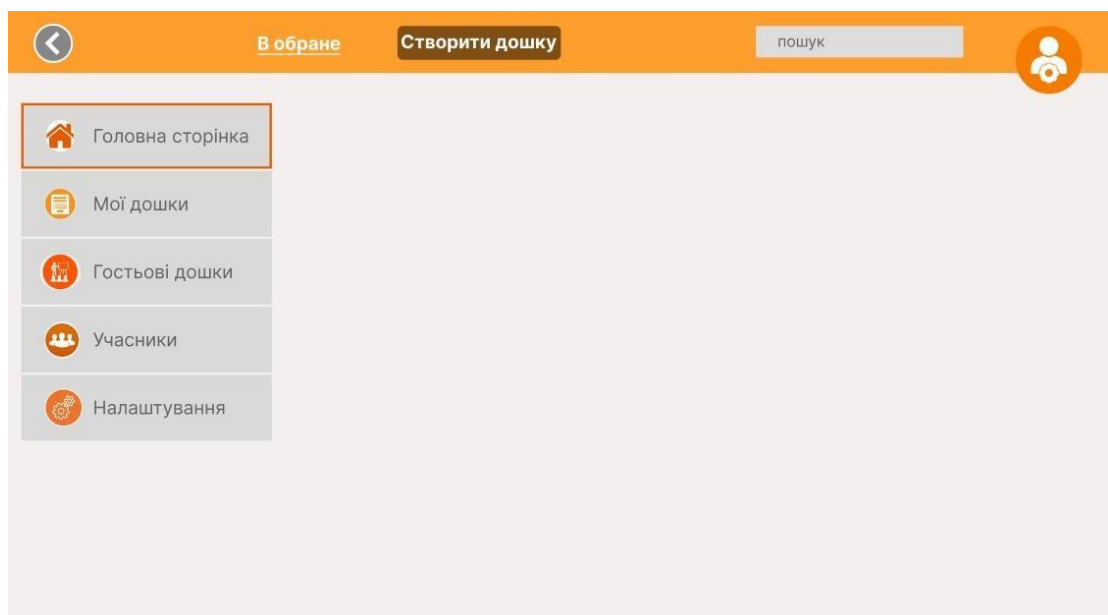 В обране
Створити дошку
пошук
Головна сторінка
Мої дошки
Гостьові дошки
Учасники
Налаштування